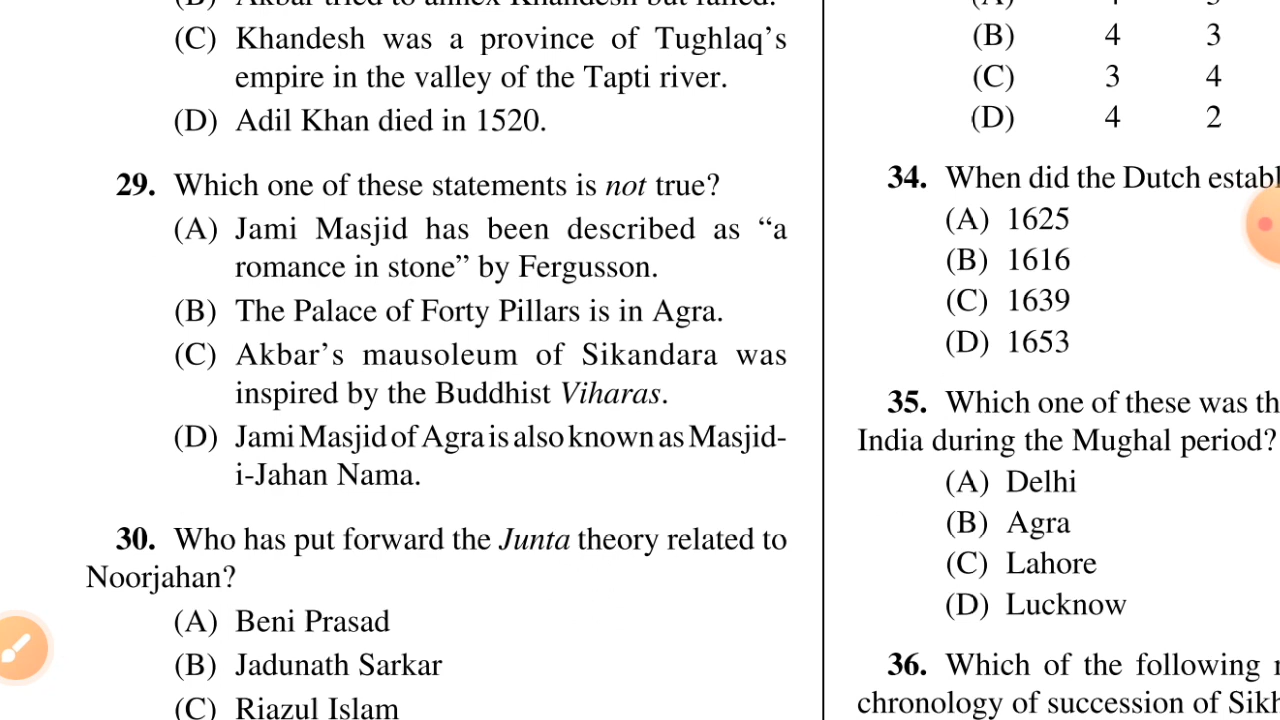 (C) Khandesh was a province of Tughlaq's
empire in the valley of the Tapti river.
(D) Adil Khan died in 1520.
29. Which one of these statements is not true?
(A) Jami Masjid has been described as “a
romance in stone” by Fergusson.
(B) The Palace of Forty Pillars is in Agra.
(C) Akbar’s mausoleum of Sikandara was
inspired by the Buddhist Viharas.
(D) Jami Masjid of Agra is also known as Masjid-
i-Jahan Nama.
30. Who has put forward the Junta theory related to
Noorjahan?
(A) Beni Prasad
(B) Jadunath Sarkar
(C) Riazul Islam
(B) 4 3
(C) 3 4
(D) 4 2
34. When did the Dutch establ
(A) 1625
(B) 1616
(C) 1639
(D) 1653
35. Which one of these was th
India during the Mughal period?
(A) Delhi
(B) Agra
(C) Lahore
(D) Lucknow
36. Which of the following
chronology of succession of Sikh